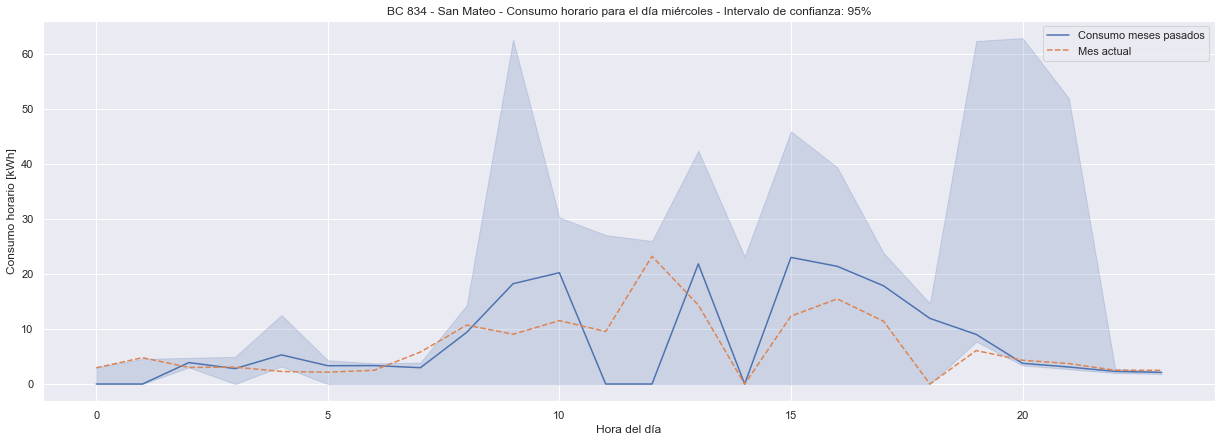 BC 834 - San Mateo - Consumo horario para el día miércoles - Intervalo de confianza: 95%
Consumo meses pasados
Mes actual
Consumo horario [kWh]
60
50
40
30
20
10
0
0
5
10
15
20
Hora del día